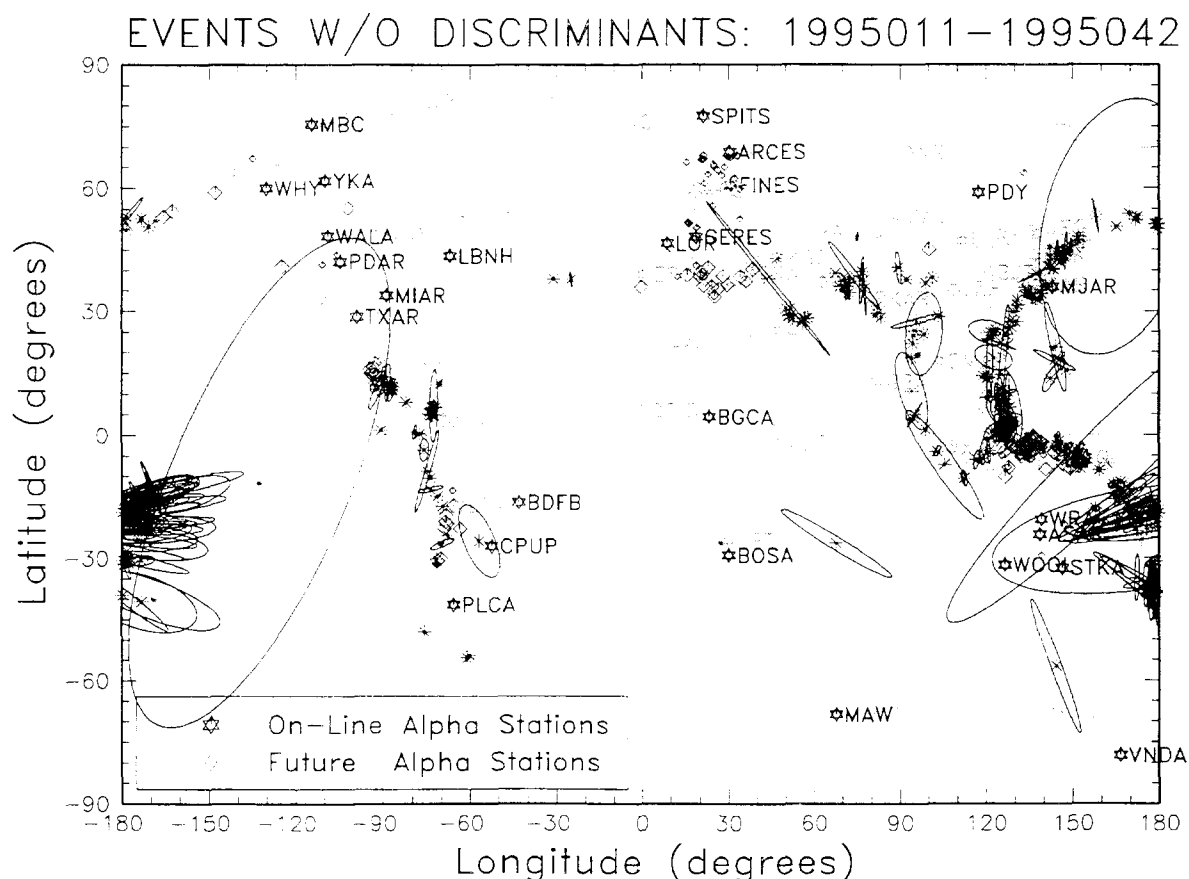 EVENTS W/O DISCRIMINANTS: 1995011-1995042
90
60
30
0
-30
-60
-90
Latitude (degrees)
MBC
SPITS
ARCES
WHY
YKA
FINES
PDY
WALA
PDAR
LBNH
LOR
GERES
MIAR
TXAR
MJAR
BGCA
BDFB
CPUP
BOSA
WOOL
STKA
PLCA
MAW
VNDA
On-Line Alpha Stations
Future Alpha Stations
-180 -150 -120 -90 -60 -30 0 30 60 90 120 150 180
Longitude (degrees)